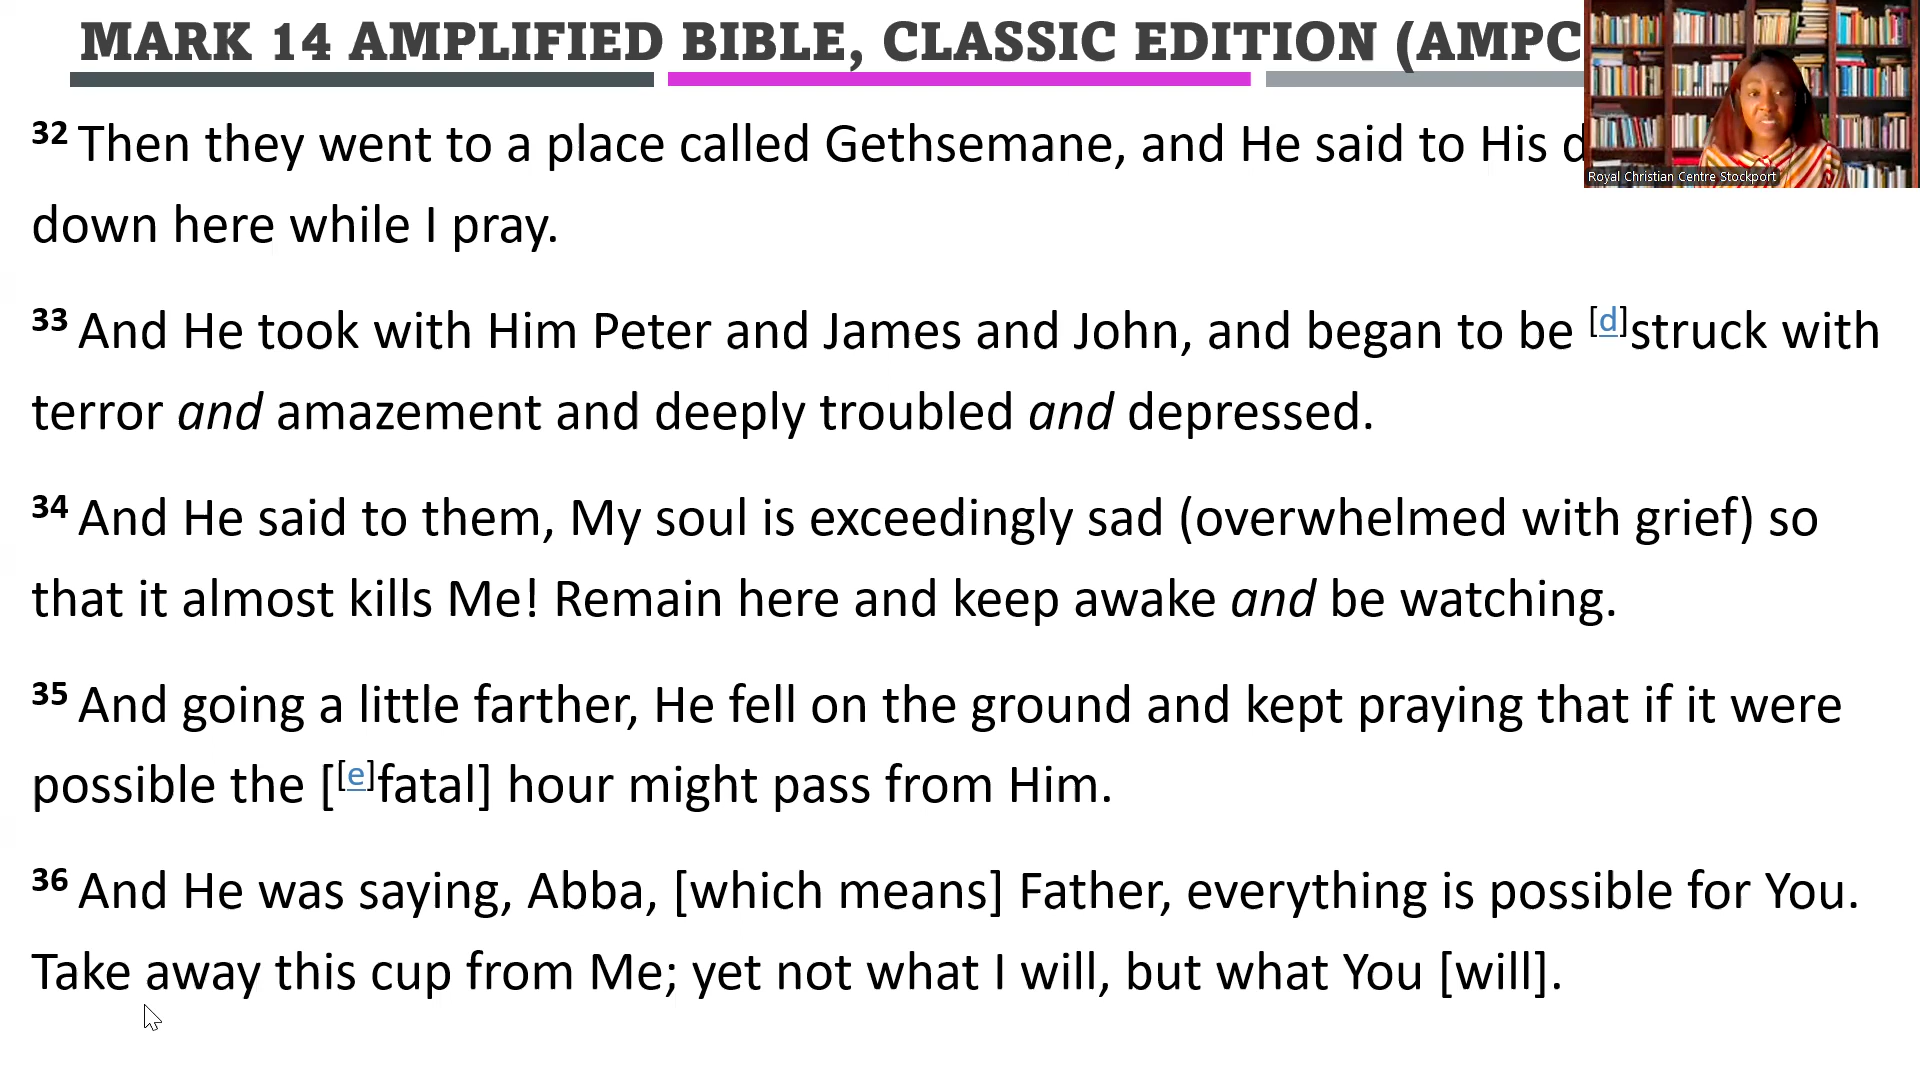 MARK 14 AMPLIFIED BIBLE, CLASSIC EDITION (AMPC
Royal Christian Centre Stockport
32 Then they went to a place called Gethsemane, and He said to His
down here while I pray.
33 And He took with Him Peter and James and John, and began to be [d]struck with
terror and amazement and deeply troubled and depressed.
34 And He said to them, My soul is exceedingly sad (overwhelmed with grief) so
that it almost kills Me! Remain here and keep awake and be watching.
35 And going a little farther, He fell on the ground and kept praying that if it were
possible the [[e]fatal] hour might pass from Him.
36 And He was saying, Abba, [which means] Father, everything is possible for You.
Take away this cup from Me; yet not what I will, but what You [will].